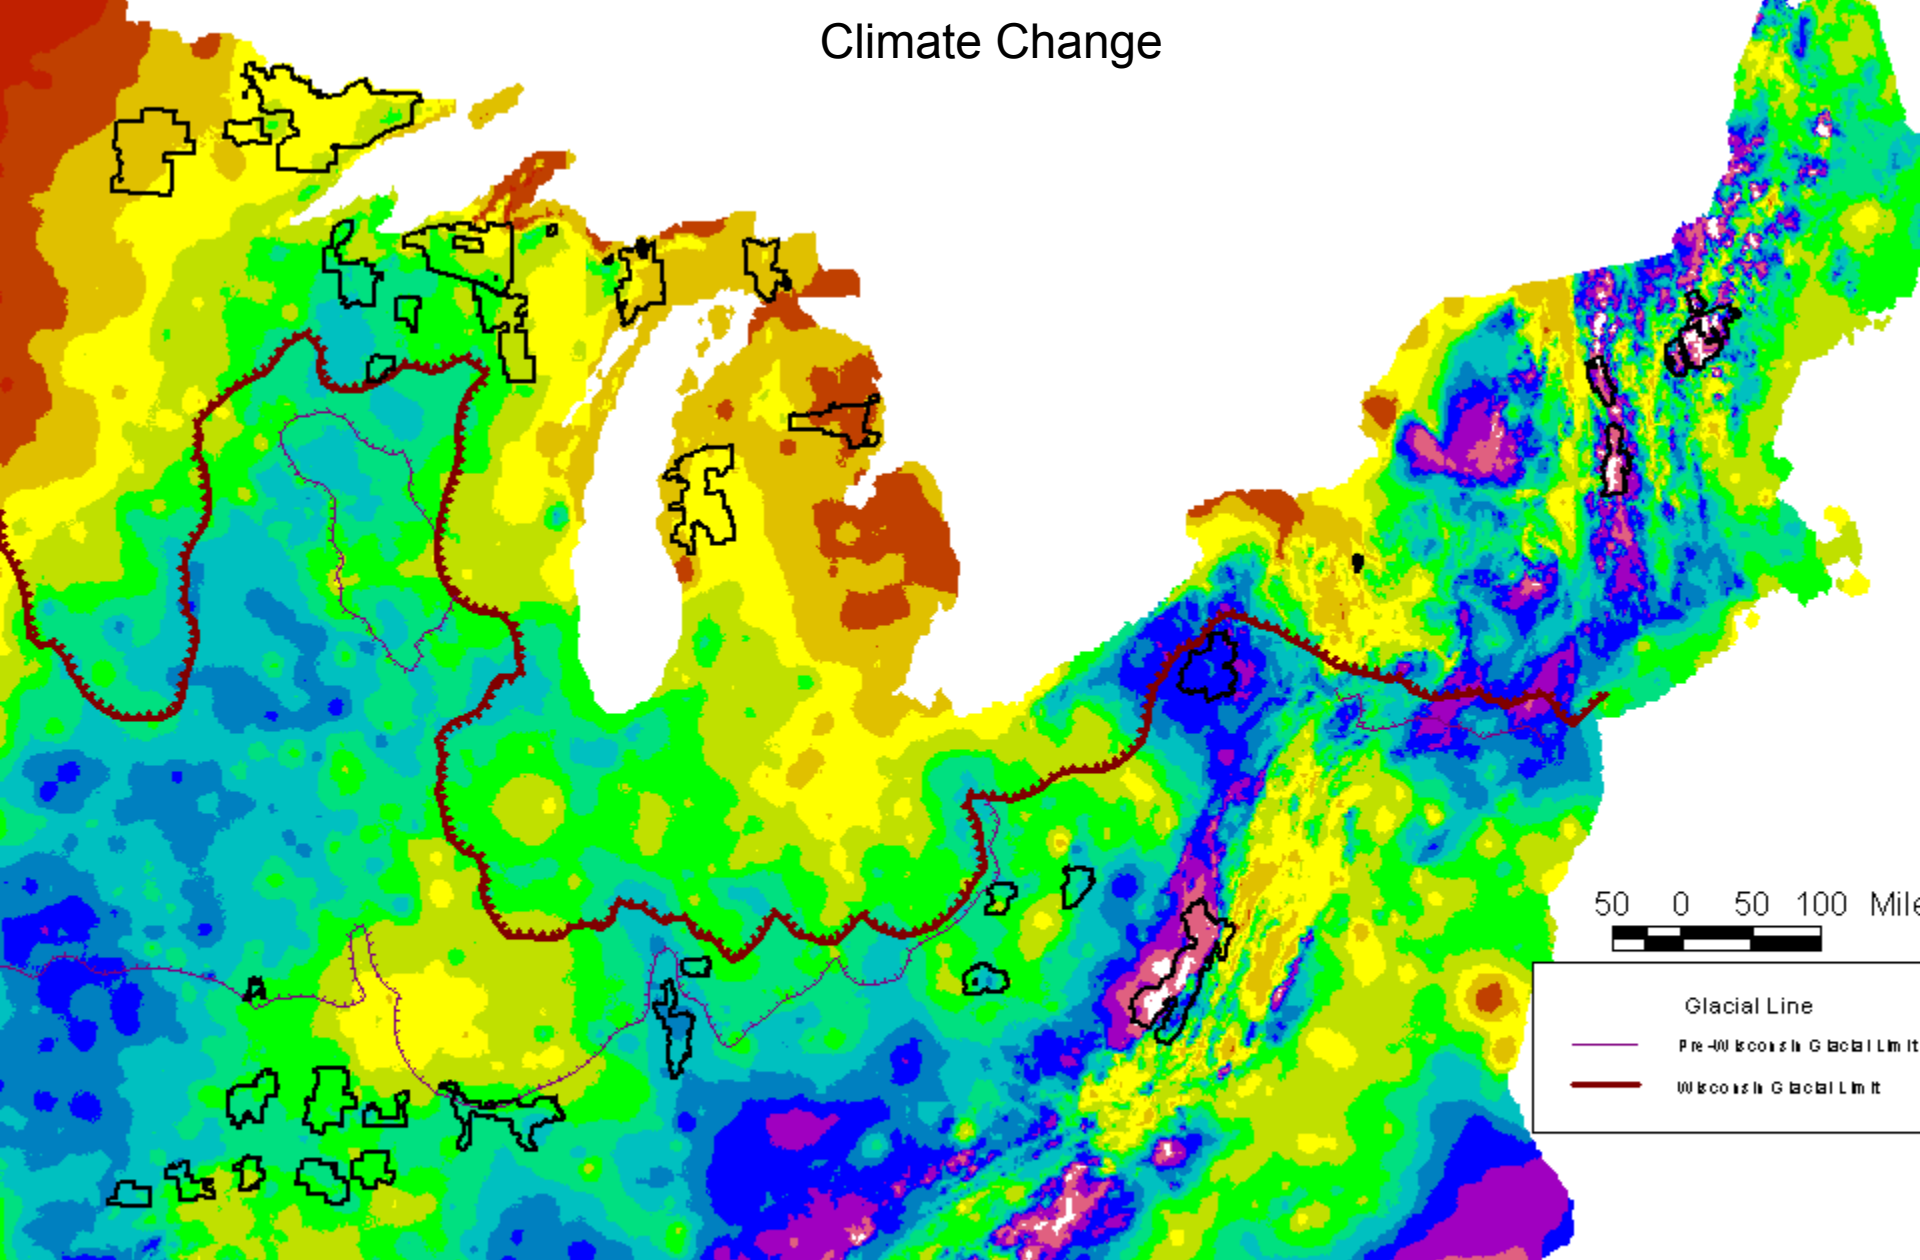 Climate Change
50 0 50 100 Mile
Glacial Line
Pre-Wisconsin Glacial Limit
Wisconsin Glacial Limit